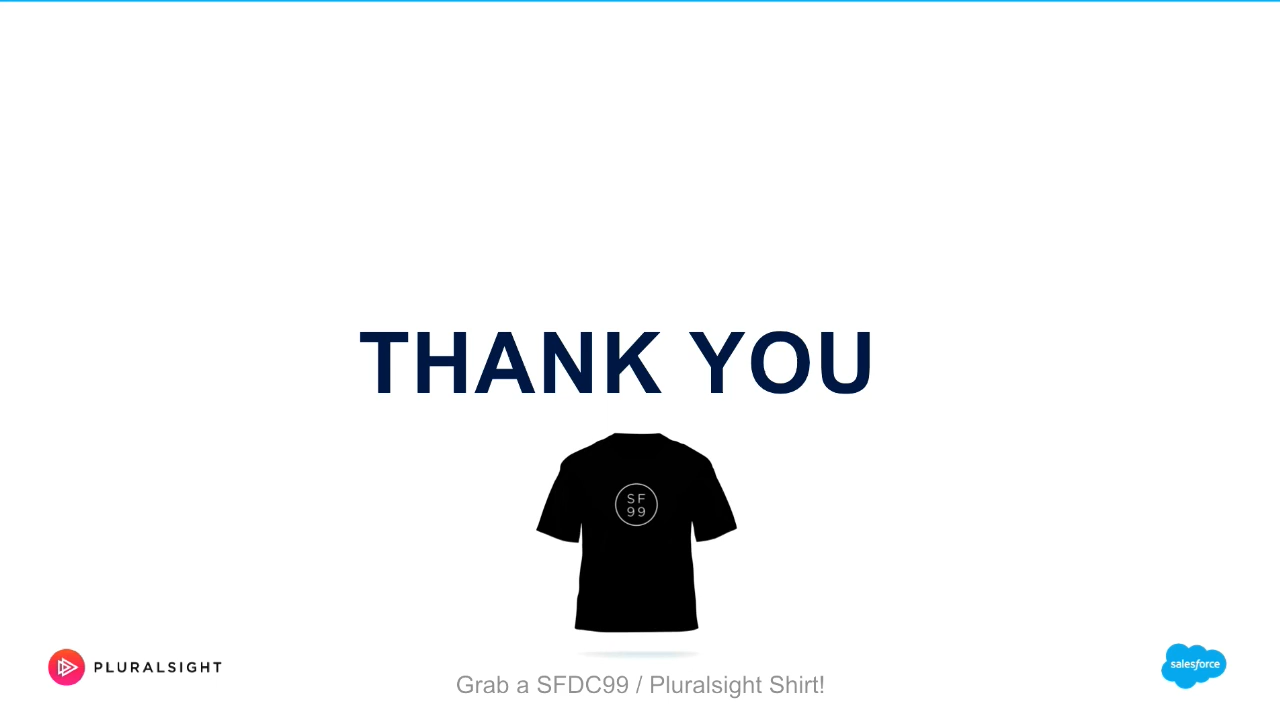 THANK YOU
SF
99
PLURALSIGHT
salesforce
Grab a SFDC99 / Pluralsight Shirt!